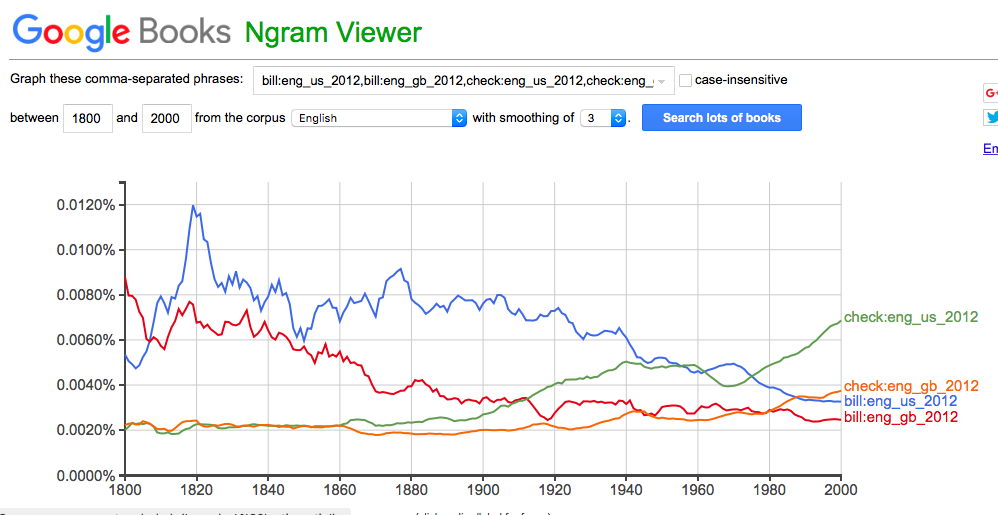 Google Books Ngram Viewer
Graph these comma-separated phrases: bill:eng_us_2012,bill:eng_gb_2012,check:eng_us_2012,check:eng_ case-insensitive
between 1800 and 2000 from the corpus English with smoothing of 3 . Search lots of books
G+
En
0.0120%
0.0100%
0.0080%
0.0060%
0.0040%
0.0020%
0.0000%
check:eng_us_2012
check:eng_gb_2012
bill:eng_us_2012
bill:eng_gb_2012
1800 1820 1840 1860 1880 1900 1920 1940 1960 1980 2000